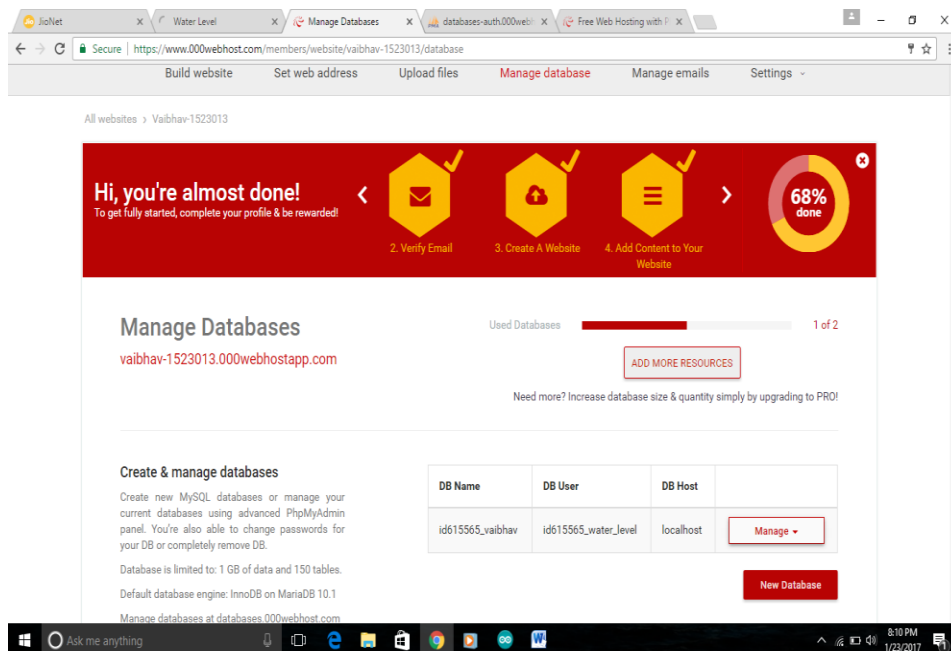 JioNet
Water Level
Manage Databases
databases-auth.000webh
Free Web Hosting with P
Secure https://www.000webhost.com/members/website/vaibhav-1523013/database
Build website Set web address Upload files Manage database Manage emails Settings
All websites › Vaibhav-1523013
Hi, you're almost done!
To get fully started, complete your profile & be rewarded!
2. Verify Email
3. Create A Website
4. Add Content to Your
Website
68%
done
Manage Databases
vaibhav-1523013.000webhostapp.com
Used Databases 1 of 2
ADD MORE RESOURCES
Need more? Increase database size & quantity simply by upgrading to PRO!
Create & manage databases
Create new MySQL databases or manage your
current databases using advanced PhpMyAdmin
panel. You're also able to change passwords for
your DB or completely remove DB.
Database is limited to: 1 GB of data and 150 tables.
Default database engine: InnoDB on MariaDB 10.1
Manage databases at databases.000webhost.com
DB Name DB User DB Host
id615565_vaibhav id615565_water_level localhost Manage
New Database
Ask me anything
8:10 PM
1/23/2017